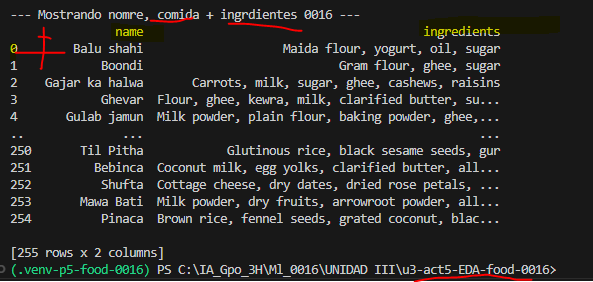 --- Mostrando nomre, comida + ingrdientes 0016 ---
name ingredients
0 Balu shahi Maida flour, yogurt, oil, sugar
1 Boondi Gram flour, ghee, sugar
2 Gajar ka halwa Carrots, milk, sugar, ghee, cashews, raisins
3 Ghevar Flour, ghee, kewra, milk, clarified butter, su...
4 Gulab jamun Milk powder, plain flour, baking powder, ghee,...
.. ... ...
250 Til Pitha Glutinous rice, black sesame seeds, gur
251 Bebinca Coconut milk, egg yolks, clarified butter, all...
252 Shufta Cottage cheese, dry dates, dried rose petals, ...
253 Mawa Bati Milk powder, dry fruits, arrowroot powder, all...
254 Pinaca Brown rice, fennel seeds, grated coconut, blac...
[255 rows x 2 columns]
(.venv-p5-food-0016) PS C:\IA_Gpo_3H\Ml_0016\UNIDAD III\u3-act5-EDA-food-0016>